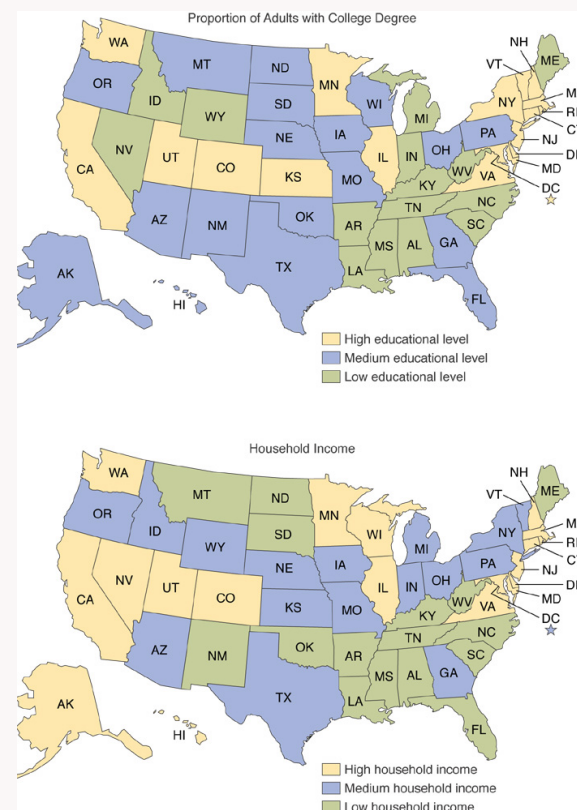 Proportion of Adults with College Degree
WA
MT
ND
MN
NH
VT
ME
OR
ID
SD
WI
NY
M
WY
MI
RI
C
NV
NE
IA
PA
NJ
CA
UT
CO
IL
IN
OH
D
KS
MO
WV
VA
MD
KY
DC
AZ
NM
OK
AR
TN
NC
SC
MS
AL
GA
AK
TX
LA
HI
FL
High educational level
Medium educational level
Low educational level
Household Income
WA
NH
MT
ND
VT
ME
OR
MN
ID
SD
WI
NY
M
WY
MI
RI
C
NV
NE
IA
PA
NJ
CA
UT
CO
IL
IN
OH
D
KS
MO
WV
VA
MD
KY
DC
AZ
NM
OK
AR
TN
NC
SC
MS
AL
GA
AK
TX
LA
HI
FL
High household income
Medium household income
Low household income